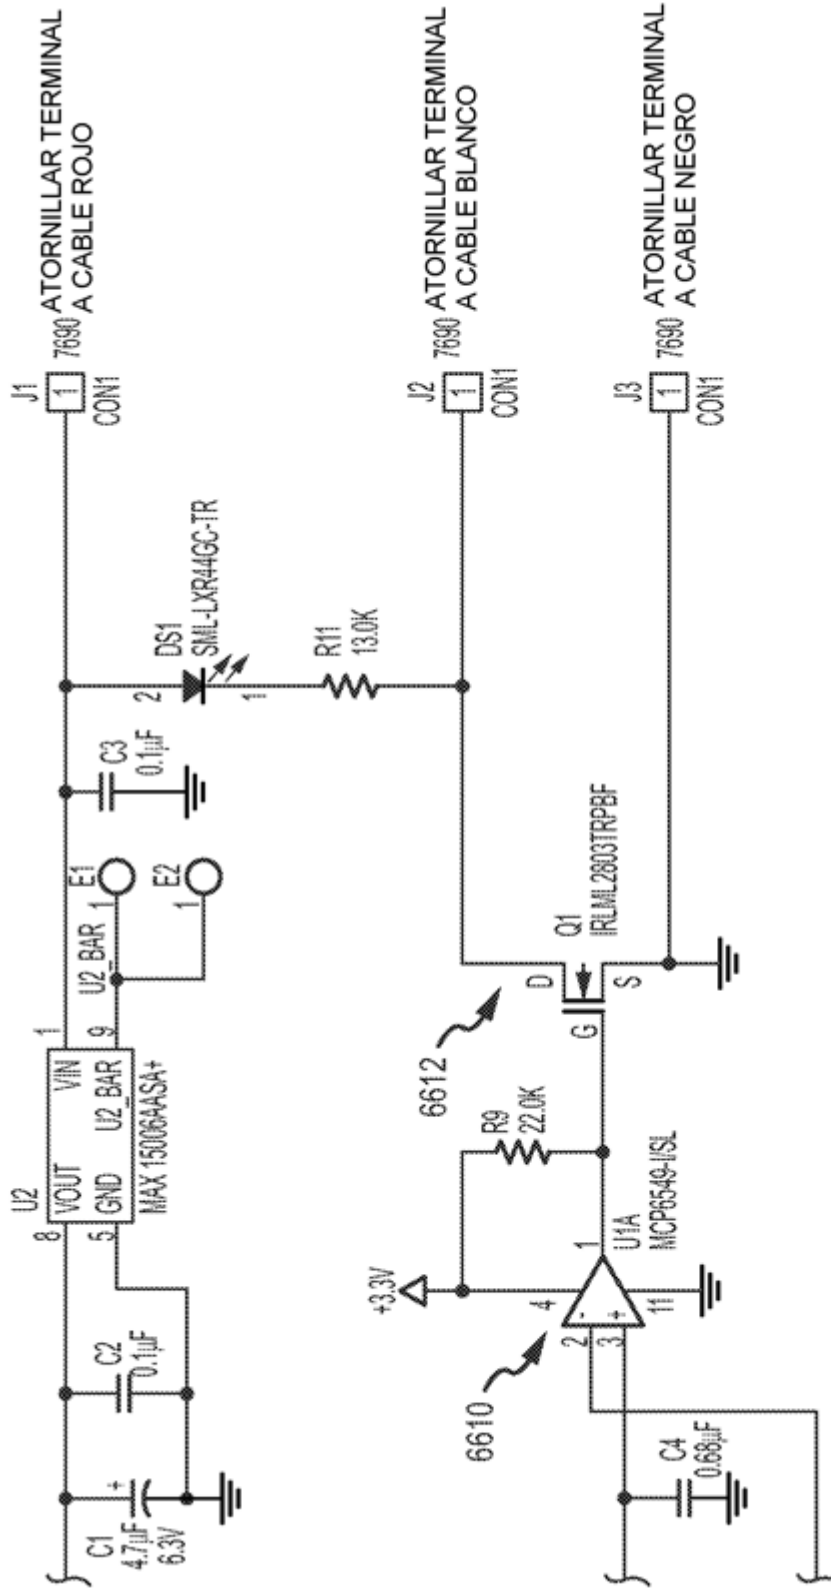 J1
1
CON1
7690
ATORNILLAR TERMINAL
A CABLE ROJO
U2
8
VOUT
VIN
1
5
GND
U2_BAR
9
MAX 15006AASA+
U2_BAR
1
E1
1
E2
C1
4.7µF
6.3V
+
C2
0.1µF
C3
0.1µF
2
DS1
SML-LXR44GC-TR
1
R11
13.0K
J2
1
CON1
7690
ATORNILLAR TERMINAL
A CABLE BLANCO
6612
D
G
S
Q1
IRLML2803TRPBF
+3.3V
R9
22.0K
6610
4
2
-
3
+
11
1
U1A
MCP6549-I/SL
C4
0.68µF
J3
1
CON1
7690
ATORNILLAR TERMINAL
A CABLE NEGRO